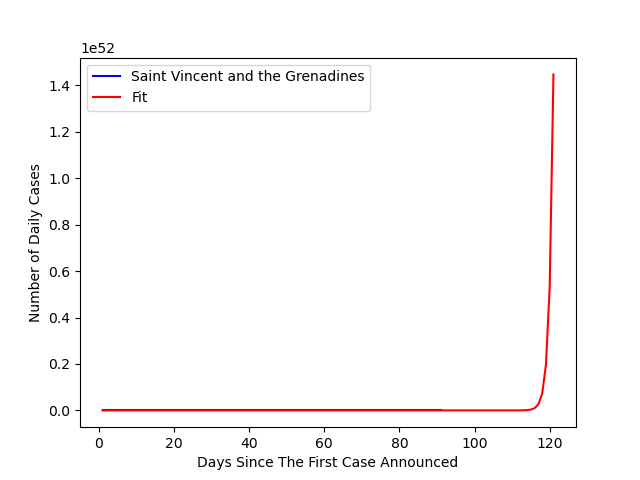 1e52
Saint Vincent and the Grenadines
Fit
1.4
1.2
1.0
0.8
0.6
0.4
0.2
0.0
Number of Daily Cases
0 20 40 60 80 100 120
Days Since The First Case Announced